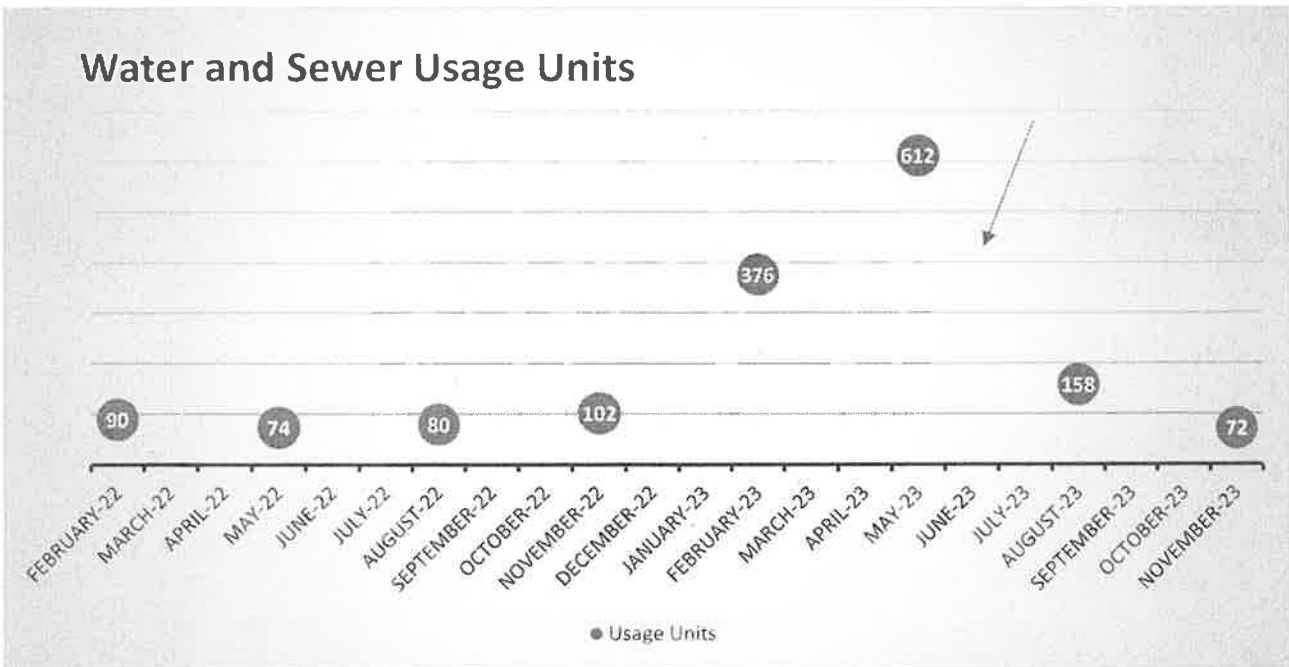 Water and Sewer Usage Units
612
376
158
90
74
80
102
72
FEBRUARY-22
MARCH-22
APRIL-22
MAY-22
JUNE-22
JULY-22
AUGUST-22
SEPTEMBER-22
OCTOBER-22
NOVEMBER-22
DECEMBER-22
JANUARY-23
FEBRUARY-23
MARCH-23
APRIL-23
MAY-23
JUNE-23
JULY-23
AUGUST-23
SEPTEMBER-23
OCTOBER-23
NOVEMBER-23
Usage Units